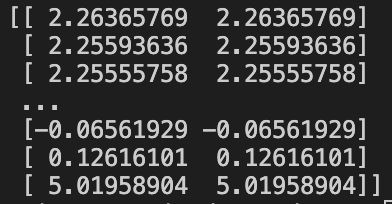 [[ 2.26365769  2.26365769]
 [ 2.25593636  2.25593636]
 [ 2.25555758  2.25555758]
 ...
 [-0.06561929 -0.06561929]
 [ 0.12616101  0.12616101]
 [ 5.01958904  5.01958904]]